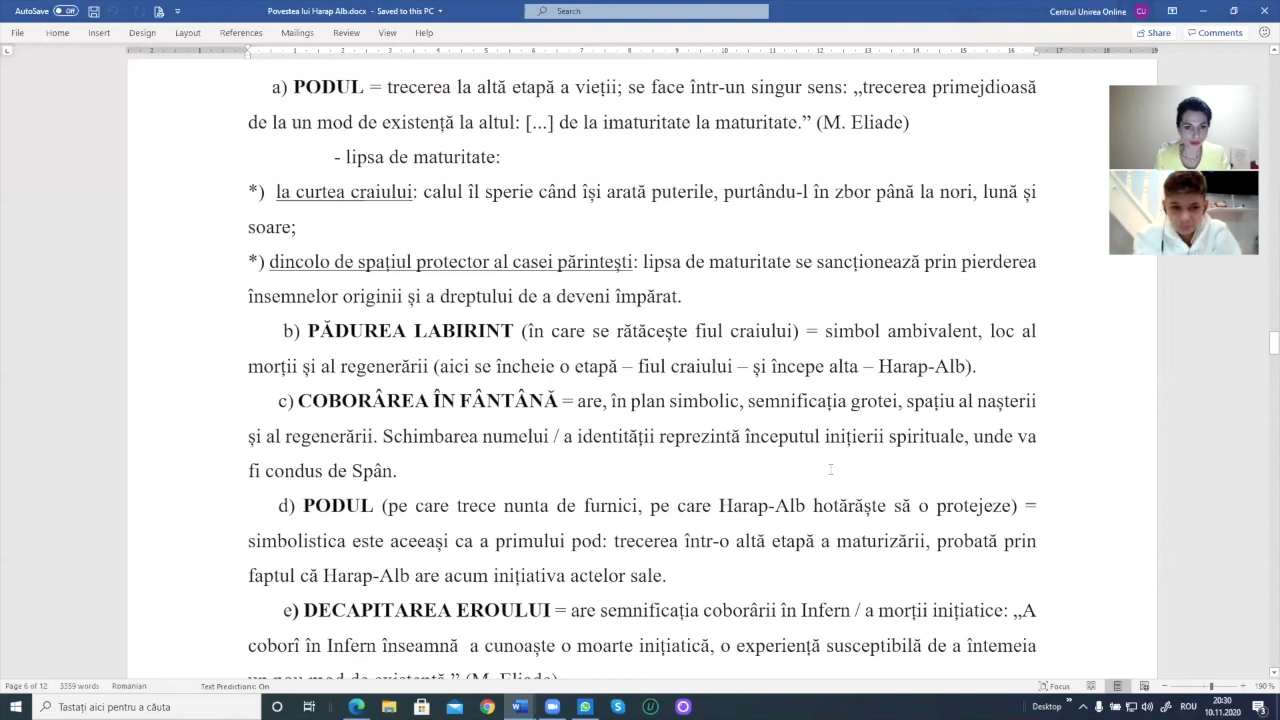 AutoSave Off Povestea lui Harap Alb.docx - Saved to this PC Search Centrul Unirea Online
File Home Insert Design Layout References Mailings Review View Help Share Comments
a) PODUL = trecerea la altă etapă a vieții; se face într-un singur sens: „trecerea primejdioasă
de la un mod de existență la altul: [...] de la imaturitate la maturitate.” (M. Eliade)
- lipsa de maturitate:
*) la curtea craiului: calul îl sperie când își arată puterile, purtându-l în zbor până la nori, lună și
soare;
*) dincolo de spațiul protector al casei părintești: lipsa de maturitate se sancționează prin pierderea
însemnelor originii și a dreptului de a deveni împărat.
b) PĂDUREA LABIRINT (în care se rătăcește fiul craiului) = simbol ambivalent, loc al
morții și al regenerării (aici se încheie o etapă – fiul craiului – și începe alta – Harap-Alb).
c) COBORÂREA ÎN FÂNTÂNĂ = are, în plan simbolic, semnificația grotei, spațiu al nașterii
și al regenerării. Schimbarea numelui / a identității reprezintă începutul inițierii spirituale, unde va
fi condus de Spân.
d) PODUL (pe care trece nunta de furnici, pe care Harap-Alb hotărăște să o protejeze) =
simbolistica este aceeași ca a primului pod: trecerea într-o altă etapă a maturizării, probată prin
faptul că Harap-Alb are acum inițiativa actelor sale.
e) DECAPITAREA EROULUI = are semnificația coborârii în Infern / a morții inițiatice: „A
coborî în Infern înseamnă a cunoaște o moarte inițiatică, o experiență susceptibilă de a întemeia
un nou mod de existență.” (M. Eliade)
Page 6 of 12 3359 words Romanian Text Predictions: On Focus 190 %
Tastați aici pentru a căuta Desktop ROU 20:30
10.11.2020